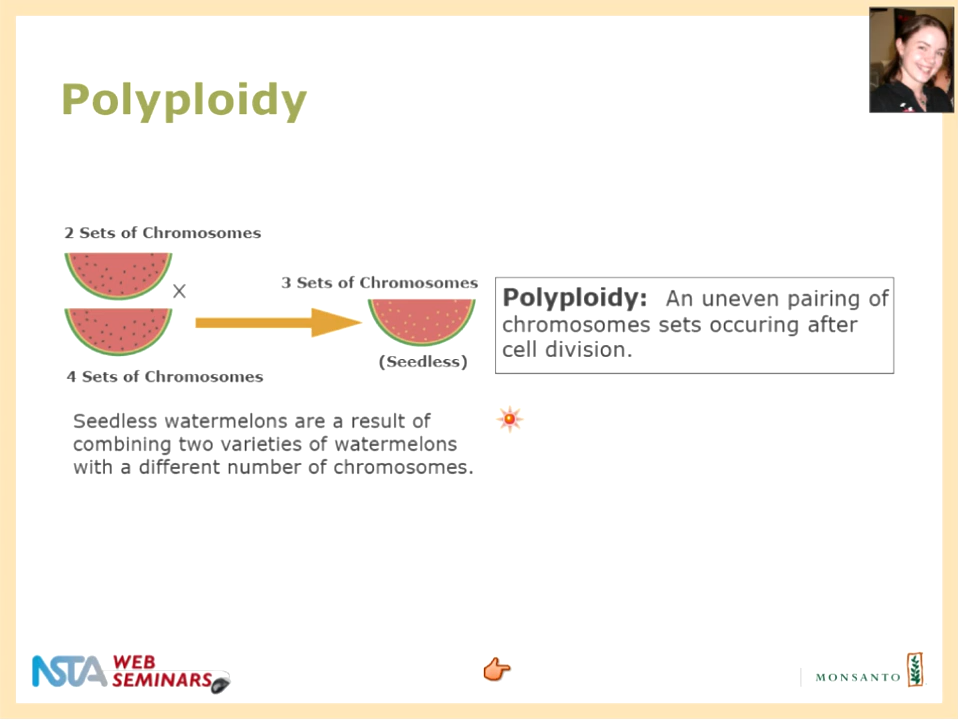 Polyploidy
2 Sets of Chromosomes
X
3 Sets of Chromosomes
(Seedless)
4 Sets of Chromosomes
Polyploidy: An uneven pairing of
chromosomes sets occuring after
cell division.
Seedless watermelons are a result of
combining two varieties of watermelons
with a different number of chromosomes.
NSTA WEB
SEMINARS
MONSANTO